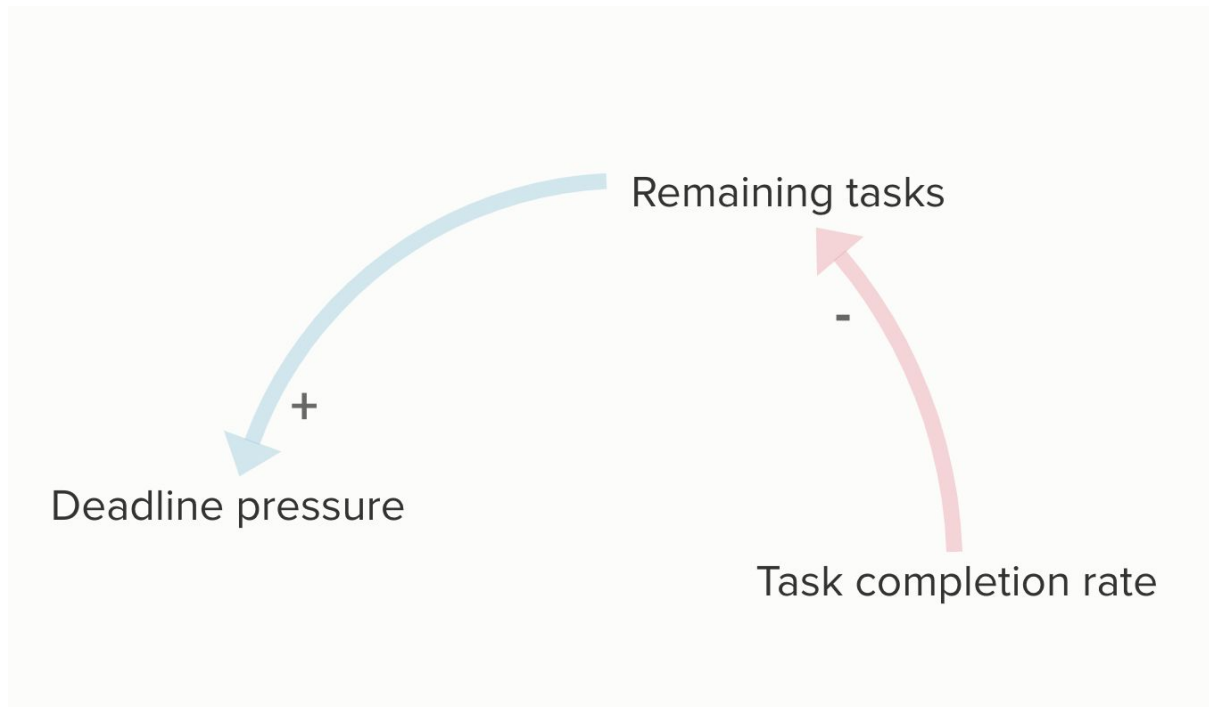 Remaining tasks
-
+
Deadline pressure
Task completion rate